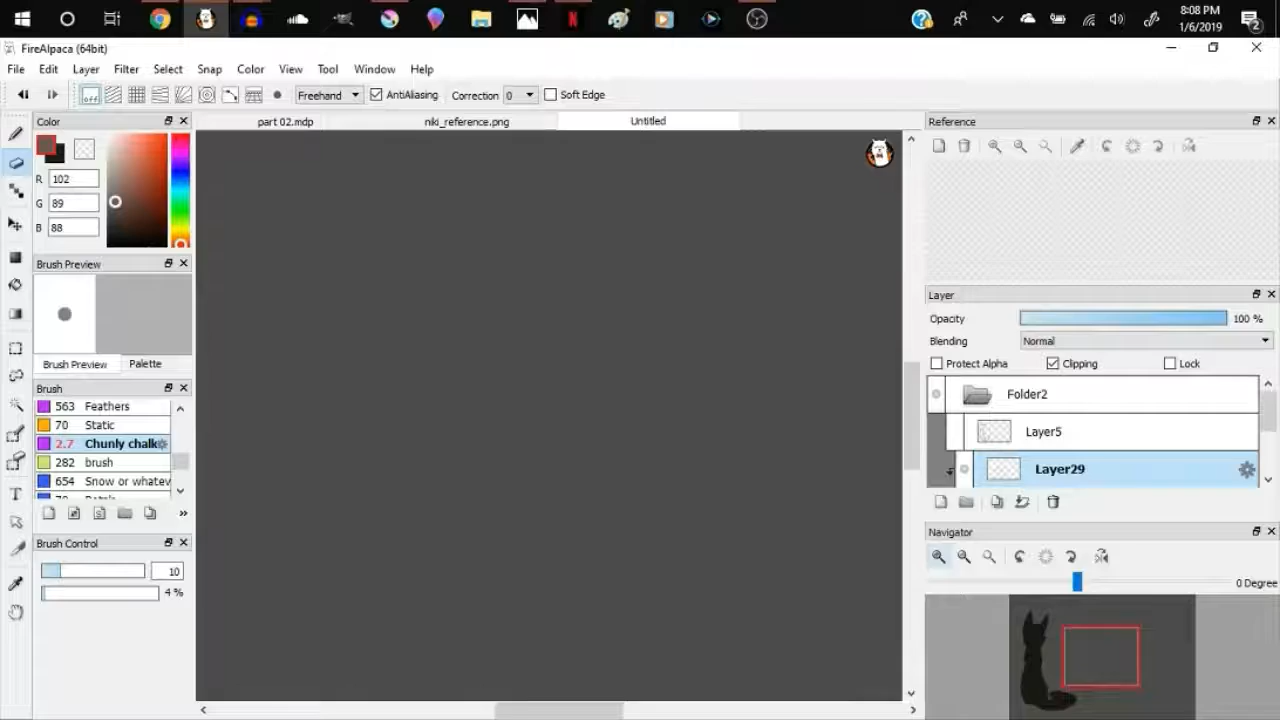 8:08 PM
1/6/2019
2
FireAlpaca (64bit)
File Edit Layer Filter Select Snap Color View Tool Window Help
off Freehand AntiAliasing Correction 0 Soft Edge
Color
part 02.mdp niki_reference.png Untitled
Reference
R 102
G 89
B 88
Brush Preview
Brush Preview Palette
Brush
563 Feathers
70 Static
2.7 Chunly chalk
282 brush
654 Snow or whatev
T
Brush Control
10
4 %
Layer
Opacity 100 %
Blending Normal
Protect Alpha Clipping Lock
Folder2
Layer5
Layer29
Navigator
0 Degree